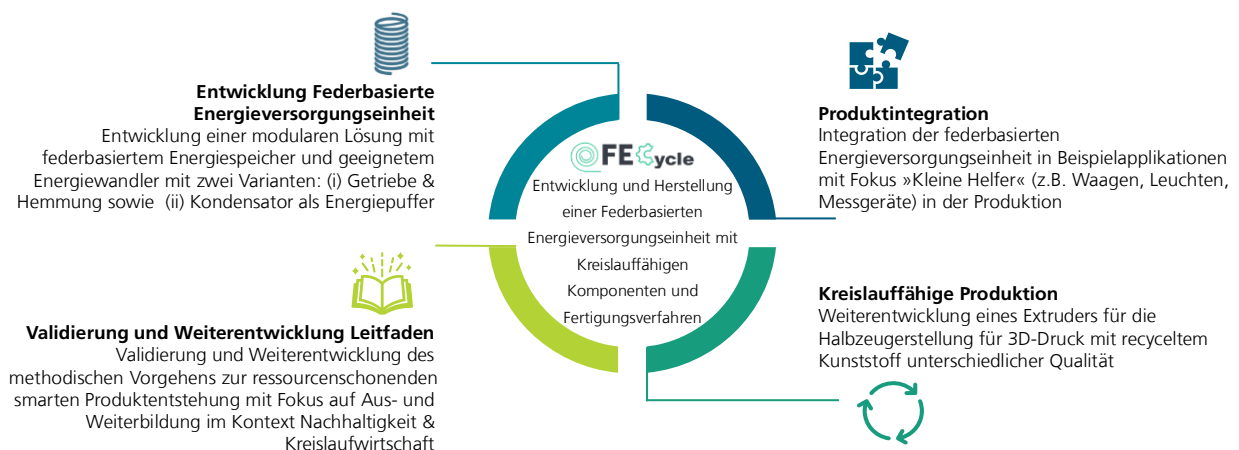 Entwicklung Federbasierte
Energieversorgungseinheit
Entwicklung einer modularen Lösung mit
federbasiertem Energiespeicher und geeignetem
Energiewandler mit zwei Varianten: (i) Getriebe &
Hemmung sowie (ii) Kondensator als Energiepuffer
Produktintegration
Integration der federbasierten
Energieversorgungseinheit in Beispielapplikationen
mit Fokus »Kleine Helfer« (z.B. Waagen, Leuchten,
Messgeräte) in der Produktion
FECycle
Entwicklung und Herstellung
einer Federbasierten
Energieversorgungseinheit mit
Kreislauffähigen
Komponenten und
Fertigungsverfahren
Validierung und Weiterentwicklung Leitfaden
Validierung und Weiterentwicklung des
methodischen Vorgehens zur ressourcenschonenden
smarten Produktentstehung mit Fokus auf Aus- und
Weiterbildung im Kontext Nachhaltigkeit &
Kreislaufwirtschaft
Kreislauffähige Produktion
Weiterentwicklung eines Extruders für die
Halbzeugerstellung für 3D-Druck mit recyceltem
Kunststoff unterschiedlicher Qualität